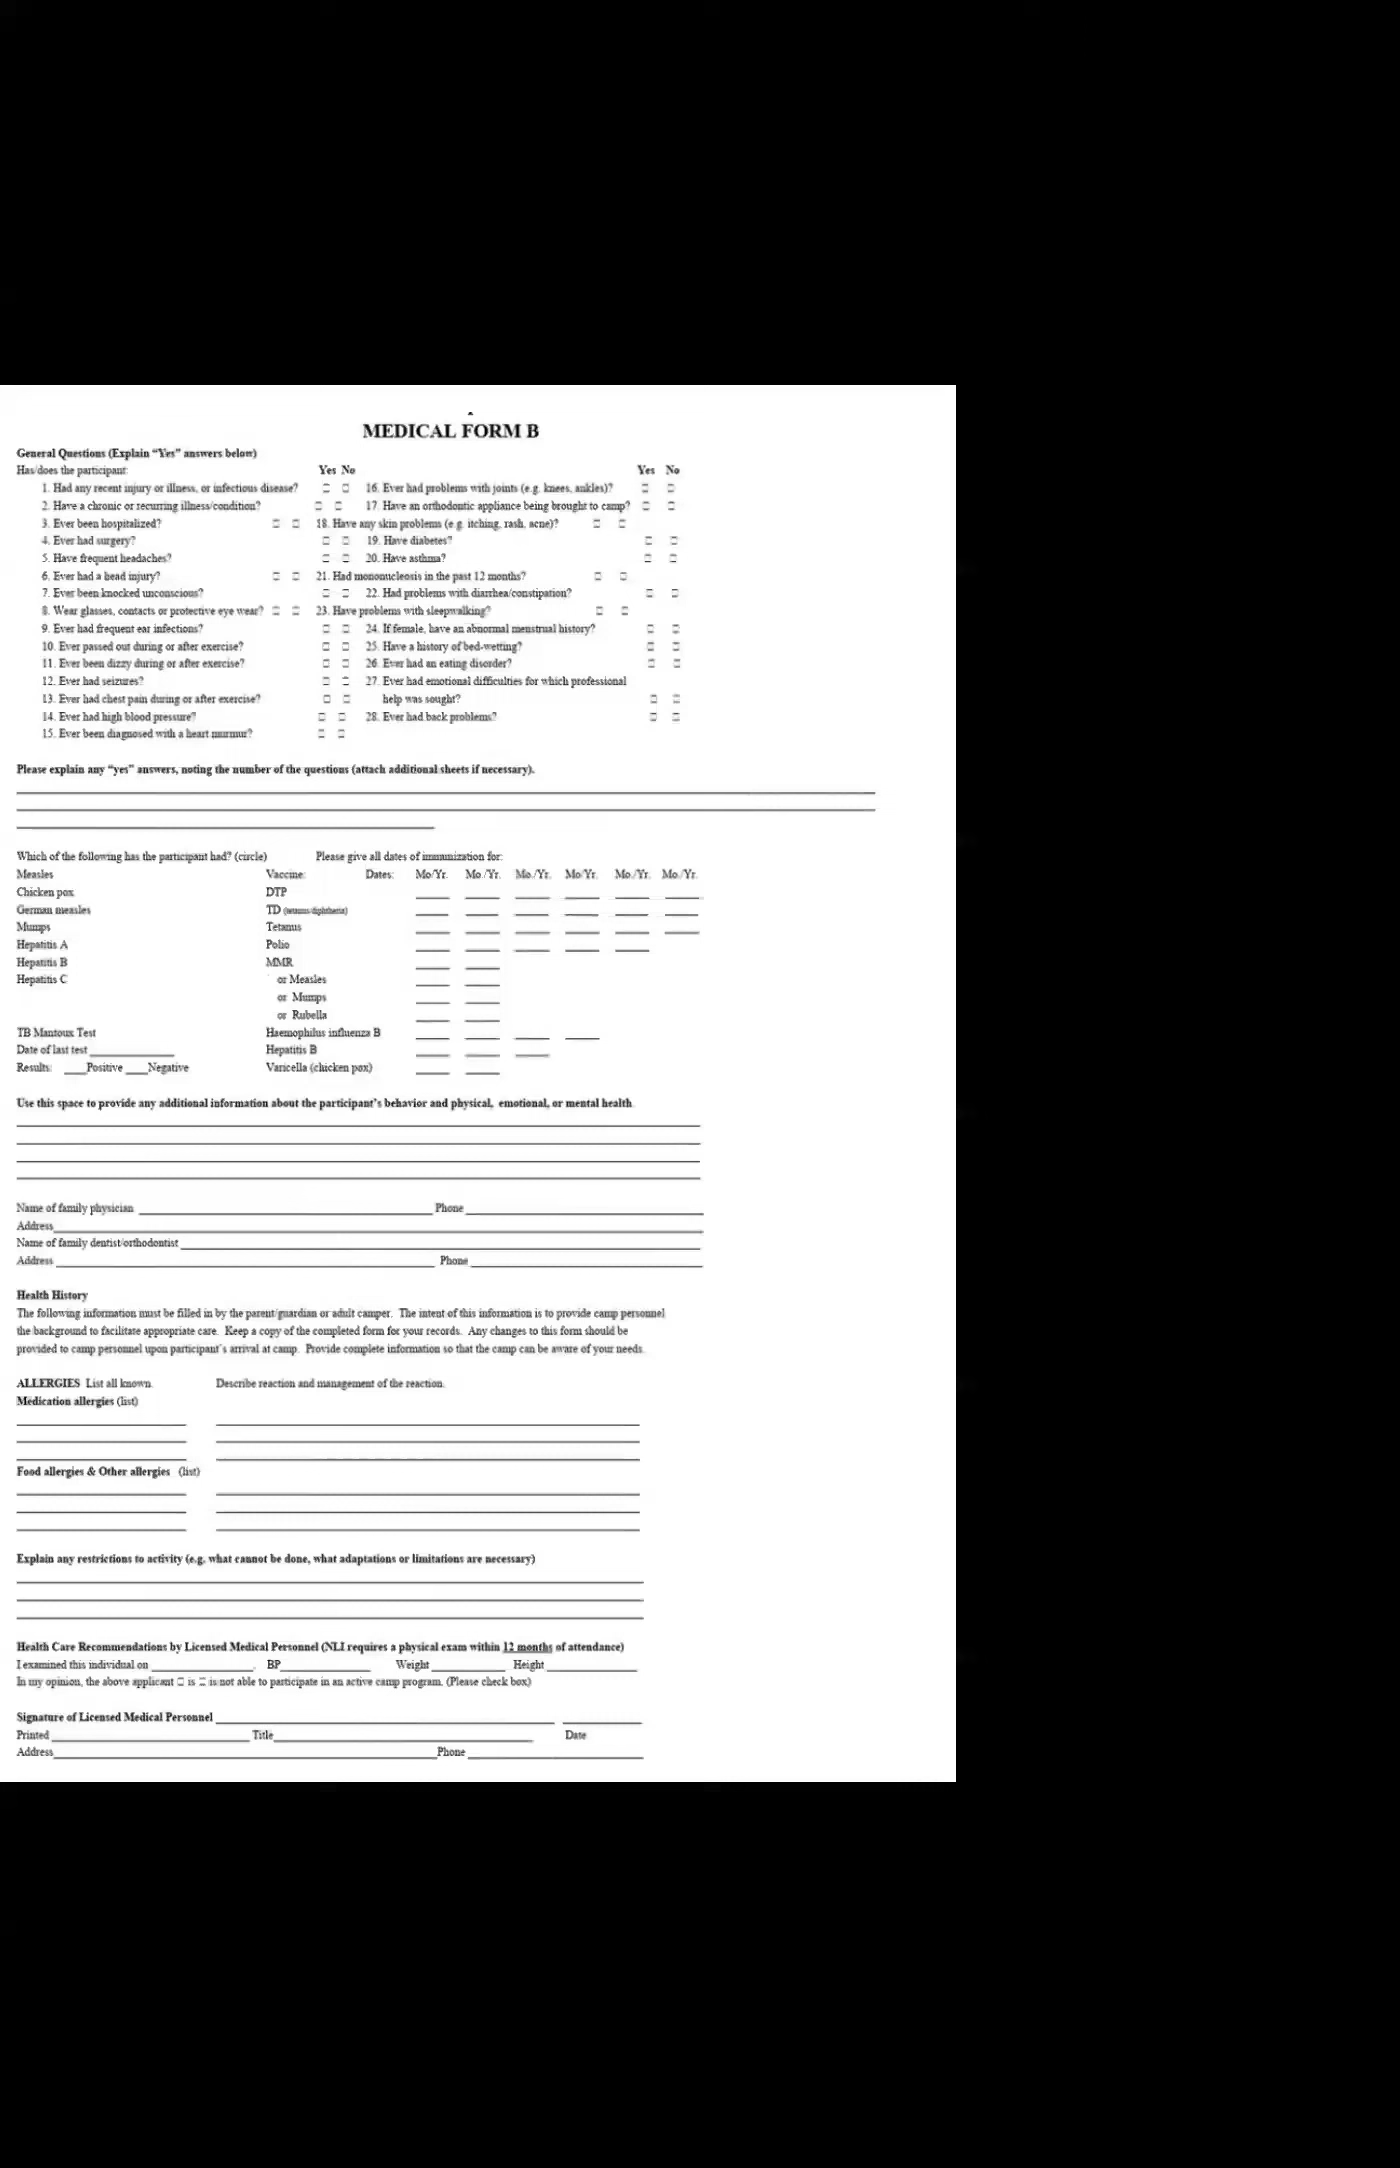 MEDICAL FORM B
General Questions (Explain “Yes” answers below)
Has/does the participant: Yes No Yes No
1. Had any recent injury or illness, or infectious disease? □ □ 16. Ever had problems with joints (e.g. knees, ankles)? □ □
2. Have a chronic or recurring illness/condition? □ □ 17. Have an orthodontic appliance being brought to camp? □ □
3. Ever been hospitalized? □ □ 18. Have any skin problems (e.g. itching, rash, acne)? □ □
4. Ever had surgery? □ □ 19. Have diabetes? □ □
5. Have frequent headaches? □ □ 20. Have asthma? □ □
6. Ever had a head injury? □ □ 21. Had mononucleosis in the past 12 months? □ □
7. Ever been knocked unconscious? □ □ 22. Had problems with diarrhea/constipation? □ □
8. Wear glasses, contacts or protective eye wear? □ □ 23. Have problems with sleepwalking? □ □
9. Ever had frequent ear infections? □ □ 24. If female, have an abnormal menstrual history? □ □
10. Ever passed out during or after exercise? □ □ 25. Have a history of bed-wetting? □ □
11. Ever been dizzy during or after exercise? □ □ 26. Ever had an eating disorder? □ □
12. Ever had seizures? □ □ 27. Ever had emotional difficulties for which professional
13. Ever had chest pain during or after exercise? □ □ help was sought? □ □
14. Ever had high blood pressure? □ □ 28. Ever had back problems? □ □
15. Ever been diagnosed with a heart murmur? □ □
Please explain any “yes” answers, noting the number of the questions (attach additional sheets if necessary).
Which of the following has the participant had? (circle) Please give all dates of immunization for:
Measles Vaccine: Dates: Mo/Yr. Mo./Yr. Mo./Yr. Mo/Yr. Mo./Yr. Mo./Yr.
Chicken pox DTP
German measles TD (tetanus/diphtheria)
Mumps Tetanus
Hepatitis A Polio
Hepatitis B MMR
Hepatitis C or Measles
or Mumps
or Rubella
TB Mantoux Test Haemophilus influenza B
Date of last test Hepatitis B
Results: ____Positive ____Negative Varicella (chicken pox)
Use this space to provide any additional information about the participant’s behavior and physical, emotional, or mental health.
Name of family physician Phone
Address
Name of family dentist/orthodontist
Address Phone
Health History
The following information must be filled in by the parent/guardian or adult camper. The intent of this information is to provide camp personnel
the background to facilitate appropriate care. Keep a copy of the completed form for your records. Any changes to this form should be
provided to camp personnel upon participant’s arrival at camp. Provide complete information so that the camp can be aware of your needs.
ALLERGIES List all known. Describe reaction and management of the reaction.
Medication allergies (list)
Food allergies & Other allergies (list)
Explain any restrictions to activity (e.g. what cannot be done, what adaptations or limitations are necessary)
Health Care Recommendations by Licensed Medical Personnel (NLI requires a physical exam within 12 months of attendance)
I examined this individual on . BP Weight Height
In my opinion, the above applicant □ is □ is not able to participate in an active camp program. (Please check box)
Signature of Licensed Medical Personnel
Printed Title Date
Address Phone